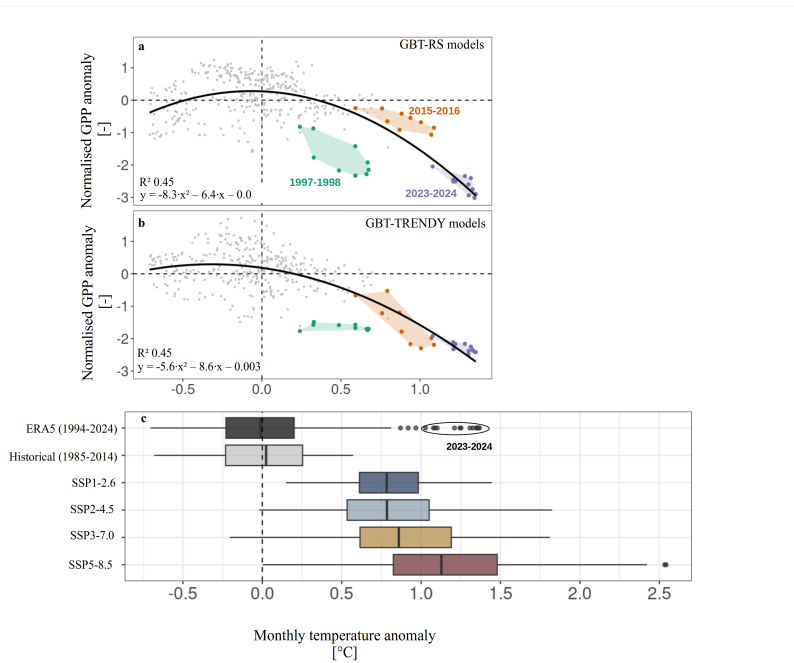 a
GBT-RS models
Normalised GPP anomaly
[-]
1
0
-1
-2
-3
2015-2016
1997-1998
2023-2024
R² 0.45
y = -8.3·x² – 6.4·x – 0.0
b
GBT-TRENDY models
Normalised GPP anomaly
[-]
1
0
-1
-2
-3
R² 0.45
y = -5.6·x² – 8.6·x – 0.003
-0.5 0.0 0.5 1.0
c
ERA5 (1994-2024)
2023-2024
Historical (1985-2014)
SSP1-2.6
SSP2-4.5
SSP3-7.0
SSP5-8.5
-0.5 0.0 0.5 1.0 1.5 2.0 2.5
Monthly temperature anomaly
[°C]